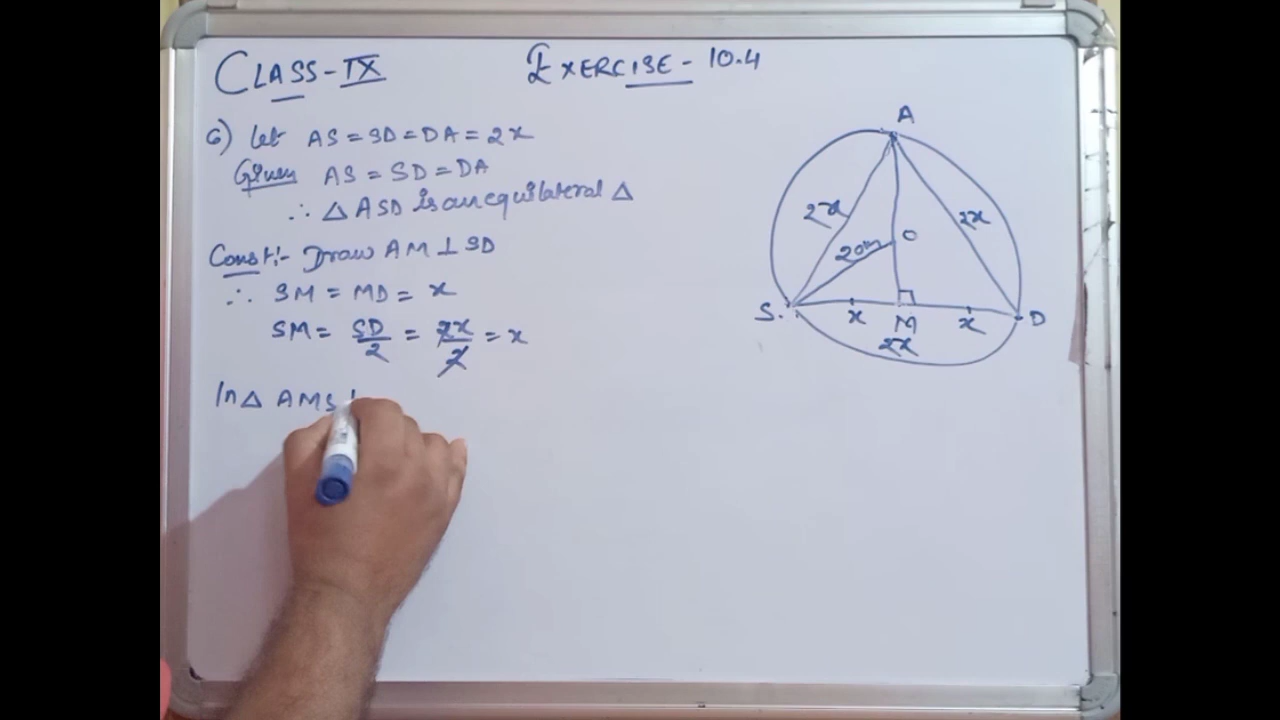 CLASS-IX EXERCISE- 10.4
6) Let AS = SD = DA = 2x
Given AS = SD = DA
∴ △ ASD is an equilateral △
Const:- Draw AM ⊥ SD
∴ SM = MD = x
SM = SD/2 = 2x/2 = x
In △ AMS
A
2x
2x
O
20m
S.
x
M
x
D
2x